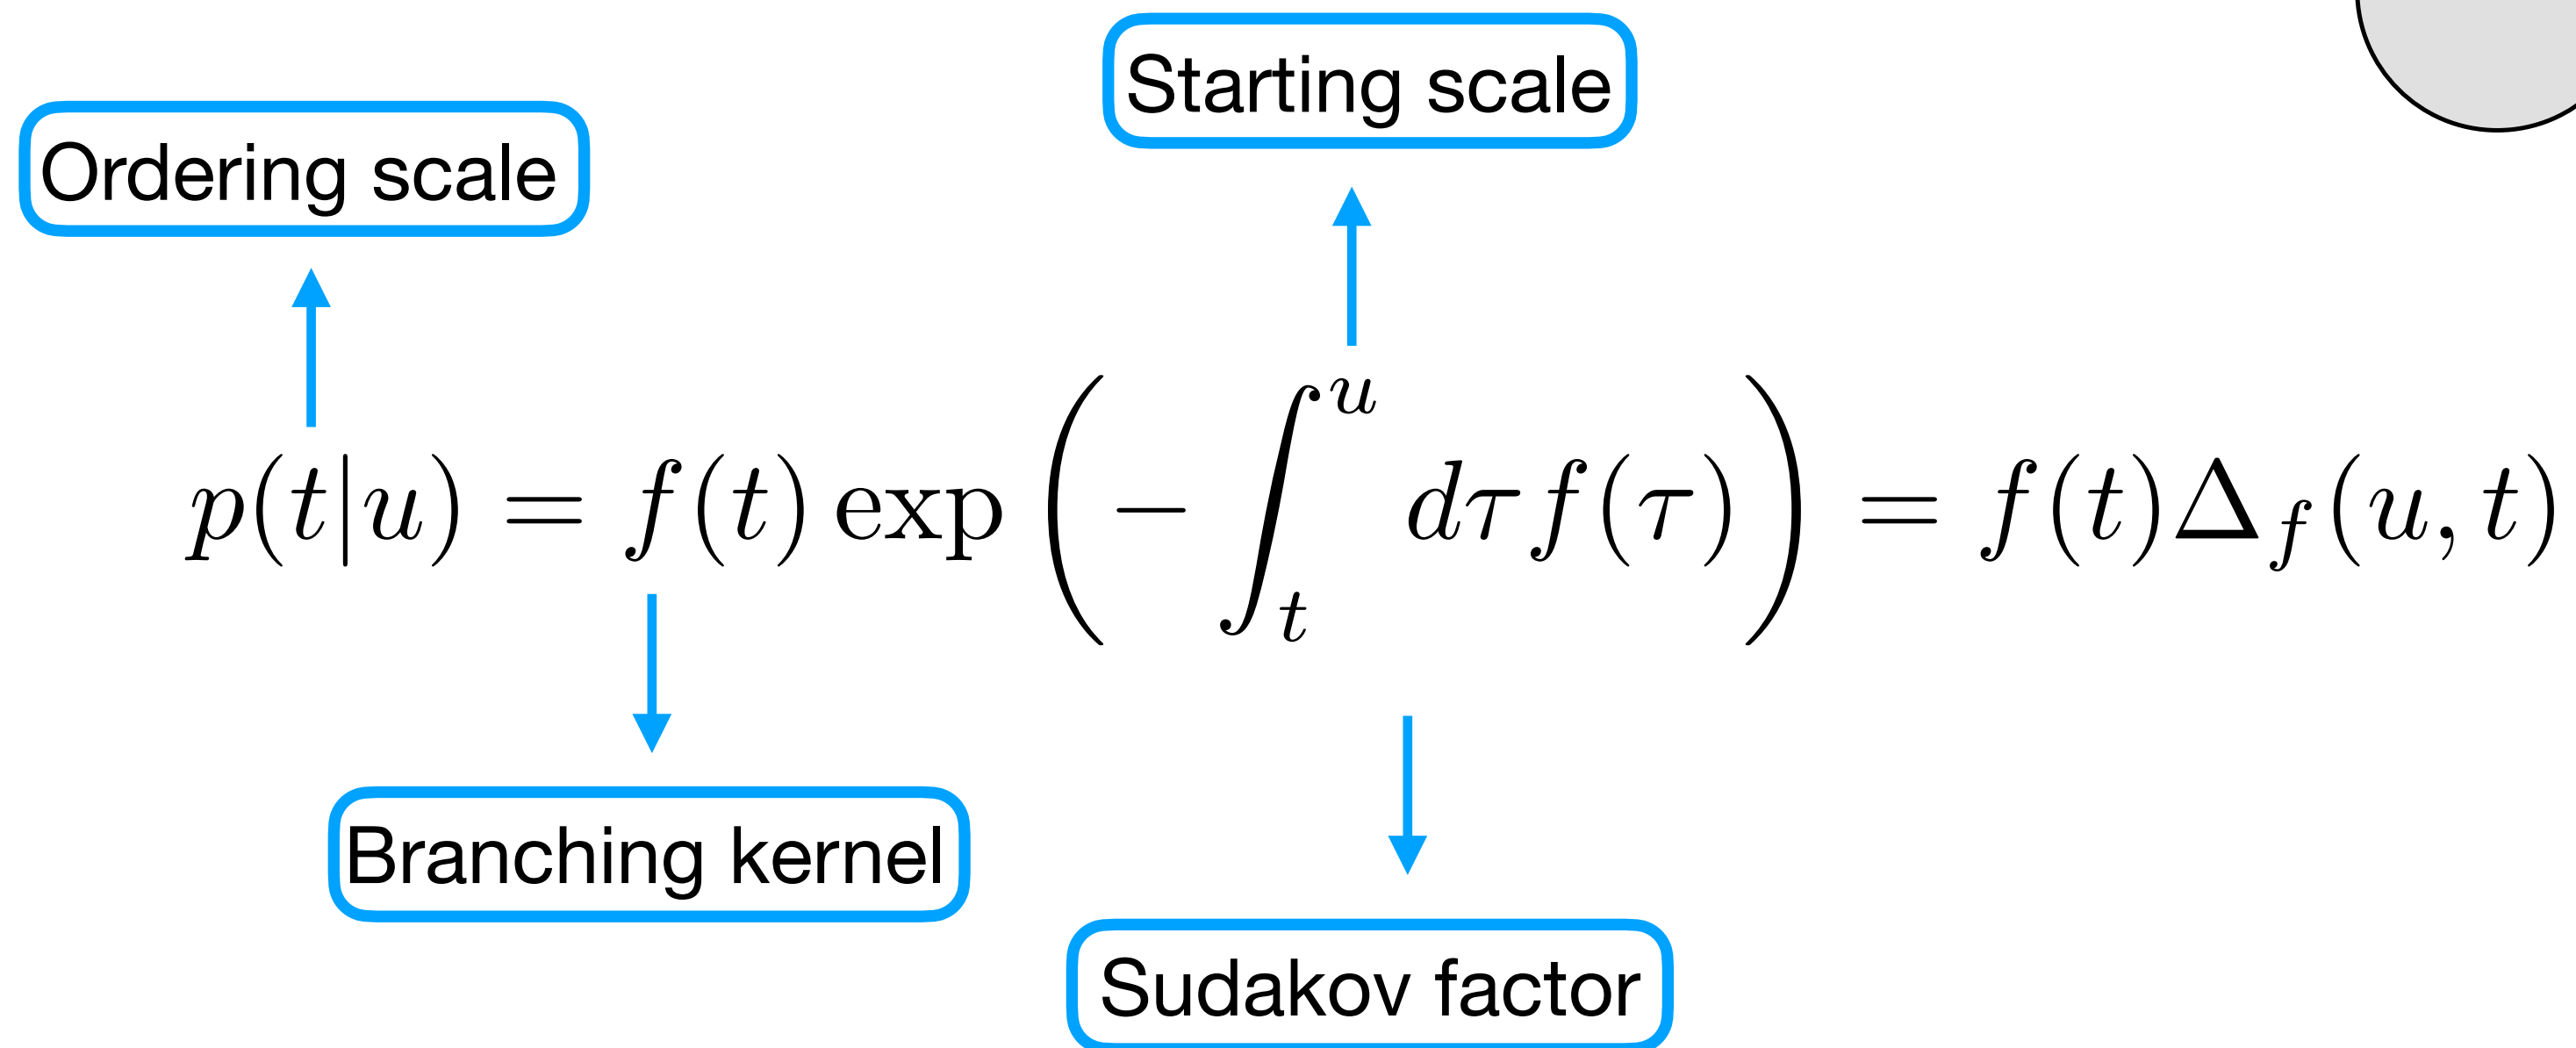 Starting scale
Ordering scale
p(t|u) = f(t) exp(−∫_t^u dτ f(τ)) = f(t)Δ_f(u, t)
Branching kernel
Sudakov factor